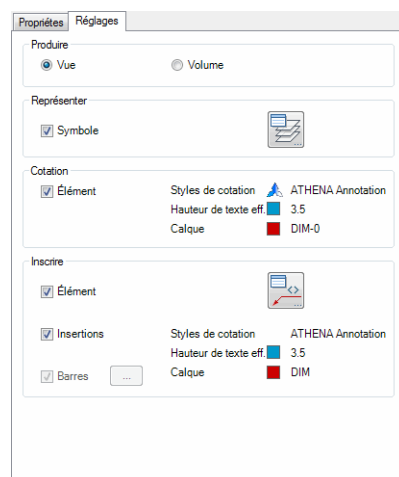 Propriétes Réglages
Produire
Vue Volume
Représenter
Symbole
...
Cotation
Élément Styles de cotation ATHENA Annotation
Hauteur de texte eff. 3.5
Calque DIM-0
Inscrire
Élément
<> ...
Insertions Styles de cotation ATHENA Annotation
Hauteur de texte eff. 3.5
Calque DIM
Barres ...